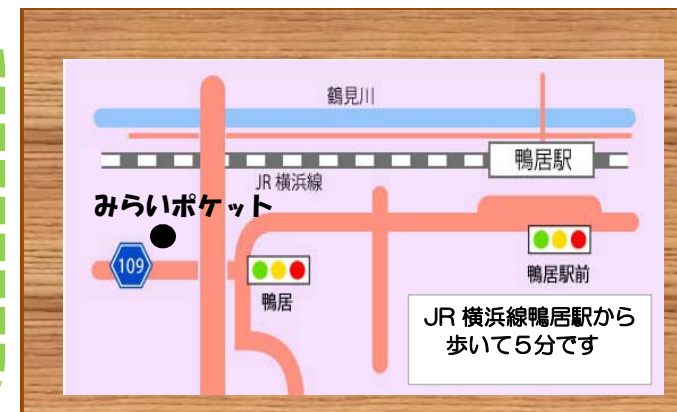 鶴見川
鴨居駅
JR 横浜線
みらいポケット
109
鴨居
鴨居駅前
JR 横浜線鴨居駅から
歩いて５分です